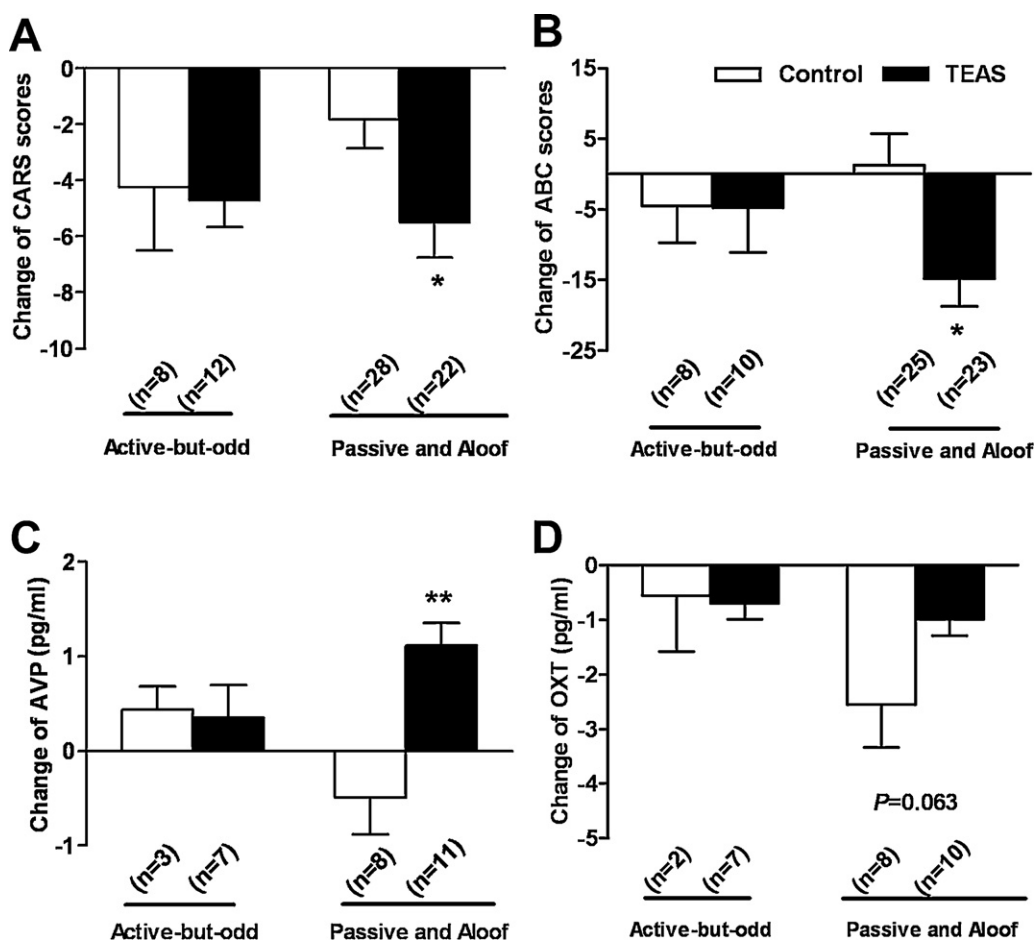 A
Change of CARS scores
0
-2
-4
-6
-8
-10
*
(n=8)
(n=12)
(n=28)
(n=22)
Active-but-odd
Passive and Aloof
B
Change of ABC scores
15
5
-5
-15
-25
Control
TEAS
*
(n=8)
(n=10)
(n=25)
(n=23)
Active-but-odd
Passive and Aloof
C
Change of AVP (pg/ml)
2
1
0
-1
**
(n=3)
(n=7)
(n=8)
(n=11)
Active-but-odd
Passive and Aloof
D
Change of OXT (pg/ml)
0
-1
-2
-3
-4
-5
P=0.063
(n=2)
(n=7)
(n=8)
(n=10)
Active-but-odd
Passive and Aloof